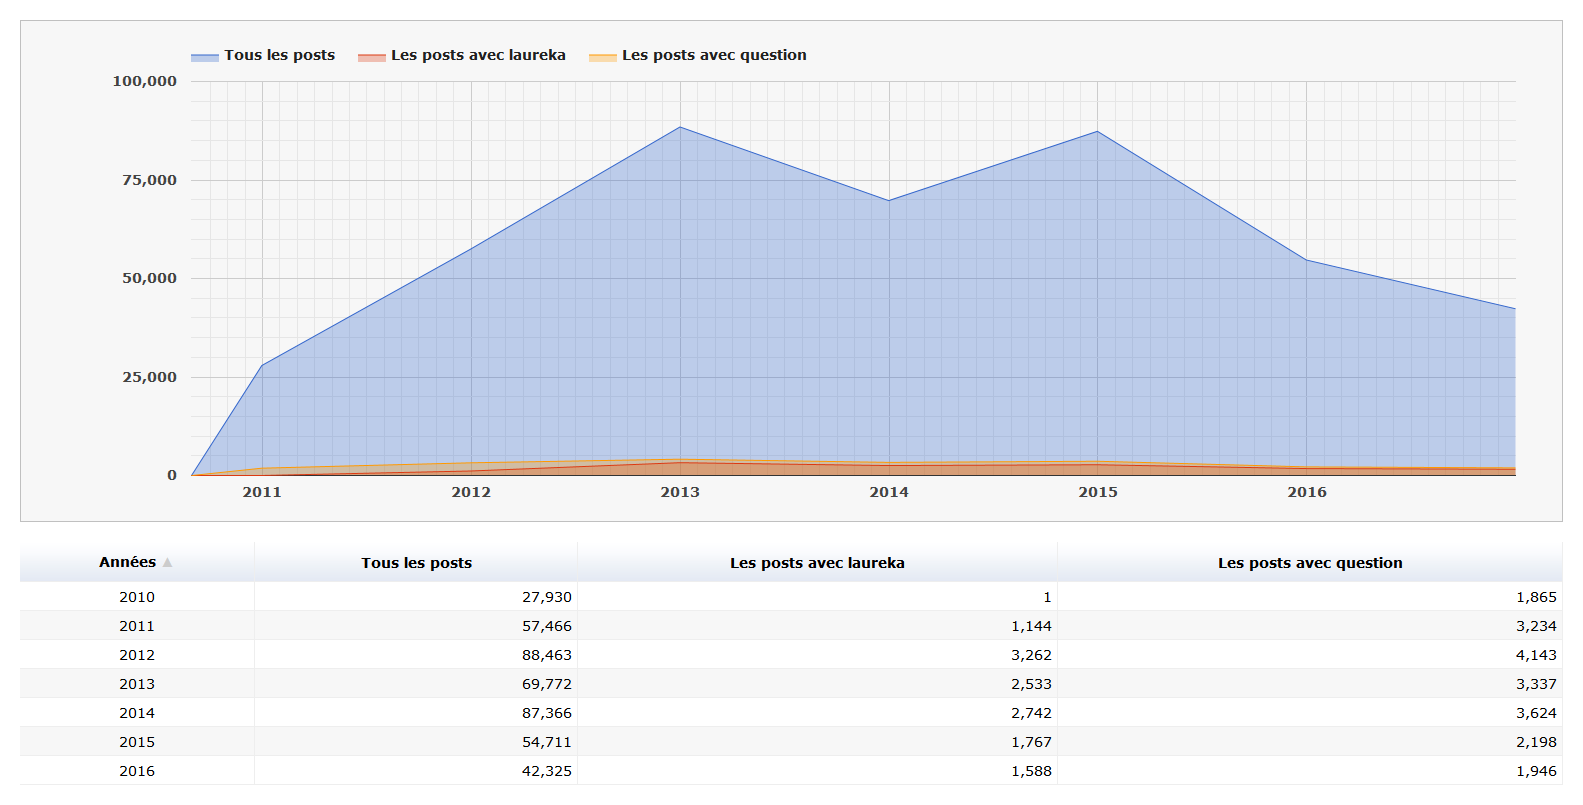 Tous les posts Les posts avec laureka Les posts avec question
100,000
75,000
50,000
25,000
0
2011 2012 2013 2014 2015 2016
Années Tous les posts Les posts avec laureka Les posts avec question
2010 27,930 1 1,865
2011 57,466 1,144 3,234
2012 88,463 3,262 4,143
2013 69,772 2,533 3,337
2014 87,366 2,742 3,624
2015 54,711 1,767 2,198
2016 42,325 1,588 1,946